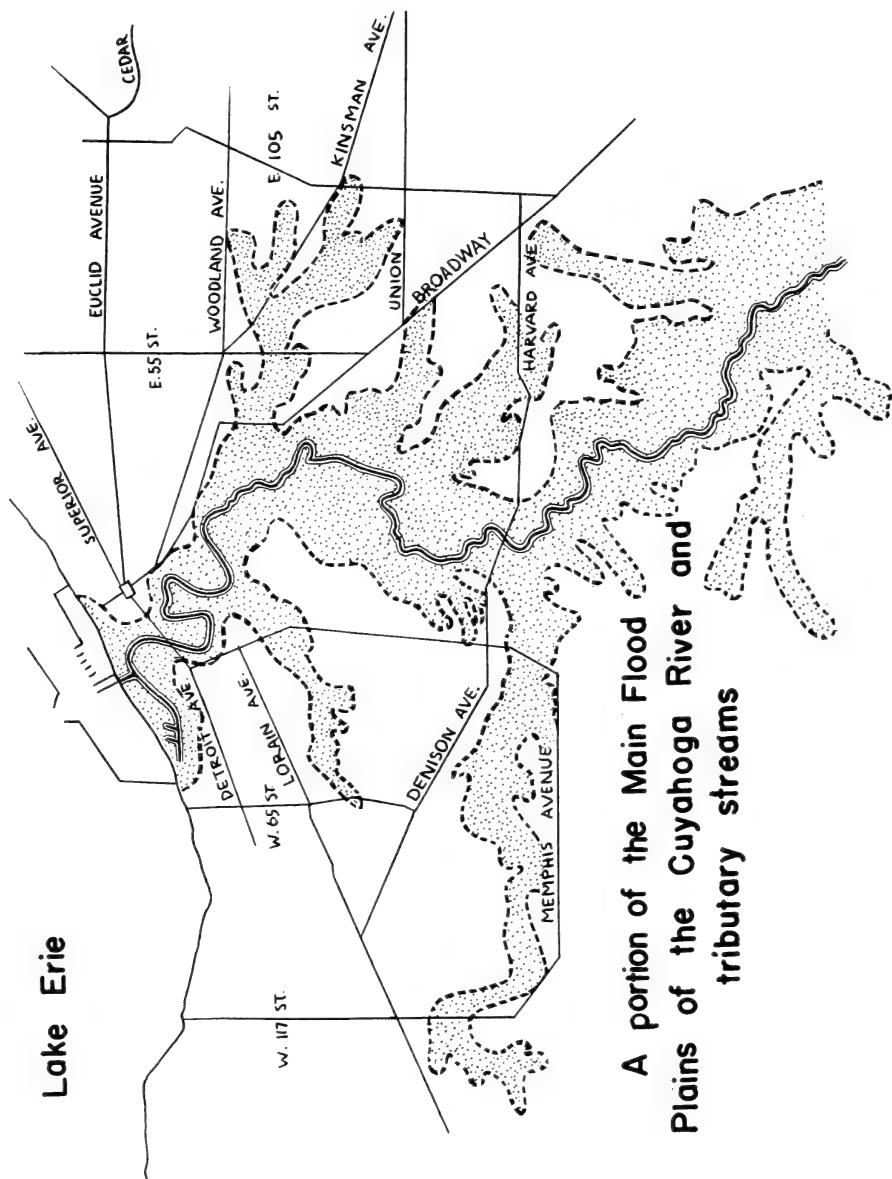 Lake Erie
CEDAR
EUCLID AVENUE
SUPERIOR AVE
E. 55 ST.
WOODLAND AVE.
E. 105 ST.
KINSMAN AVE.
UNION
BROADWAY
HARVARD AVE
DETROIT AVE
LORAIN AVE.
W. 65 ST
W. 117 ST.
DENISON AVE.
MEMPHIS AVENUE
A portion of the Main Flood
Plains of the Cuyahoga River and
tributary streams